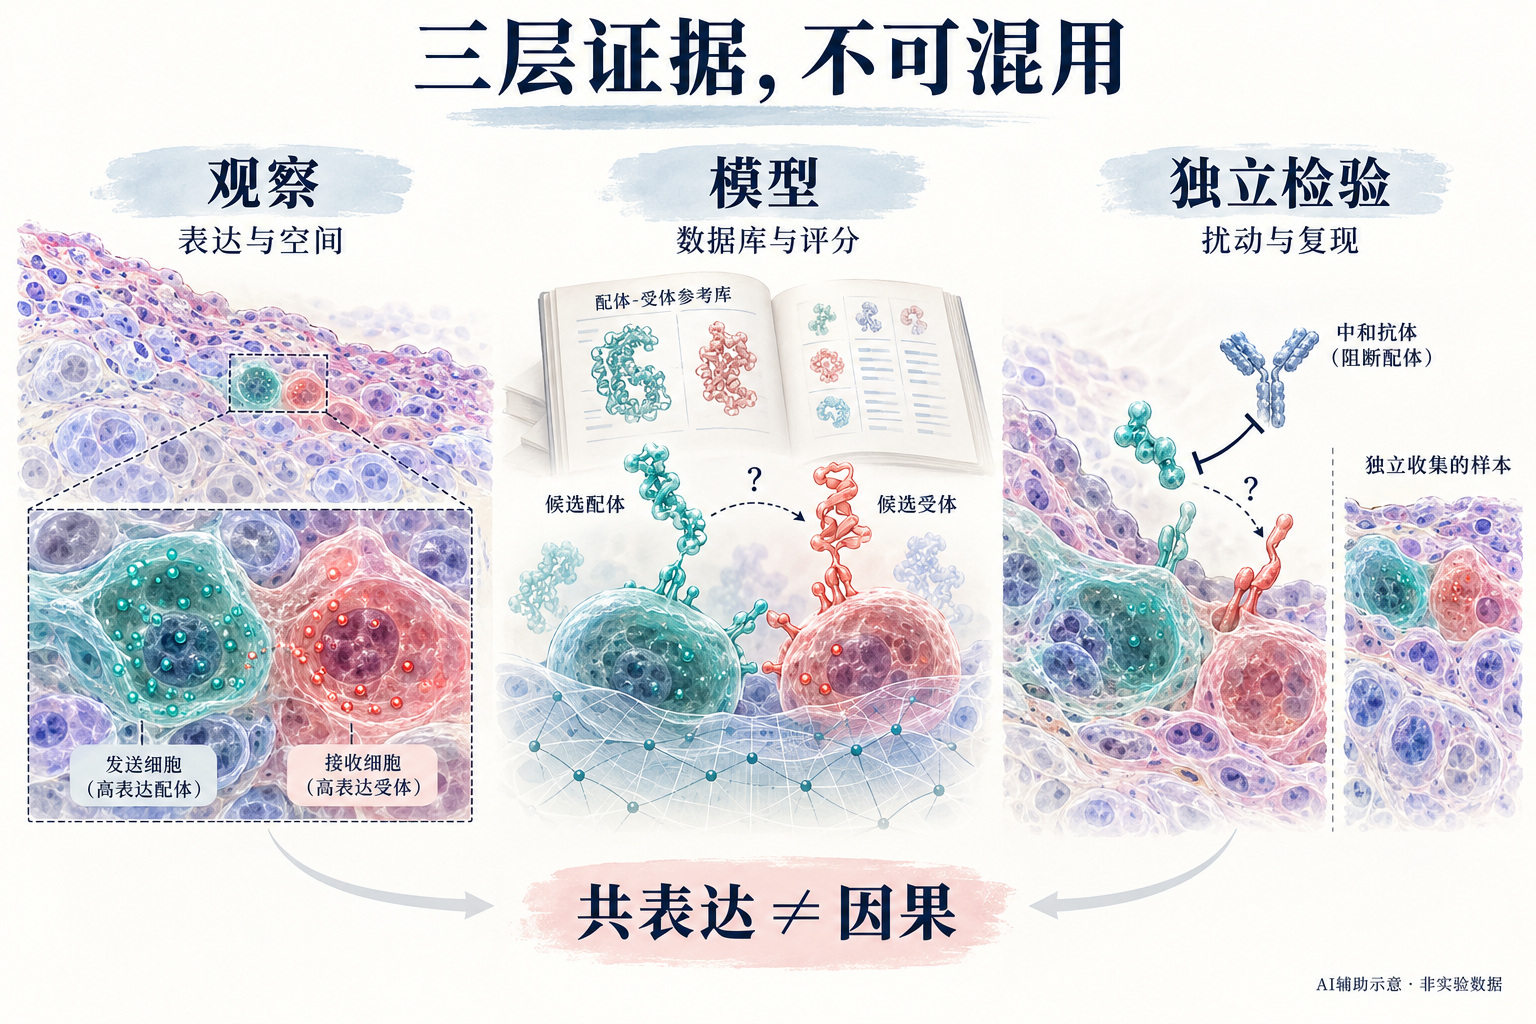 三层证据，不可混用
观察
表达与空间
发送细胞
（高表达配体）
接收细胞
（高表达受体）
模型
数据库与评分
配体-受体参考库
候选配体
?
候选受体
独立检验
扰动与复现
中和抗体
（阻断配体）
?
独立收集的样本
共表达 ≠ 因果
AI辅助示意 · 非实验数据